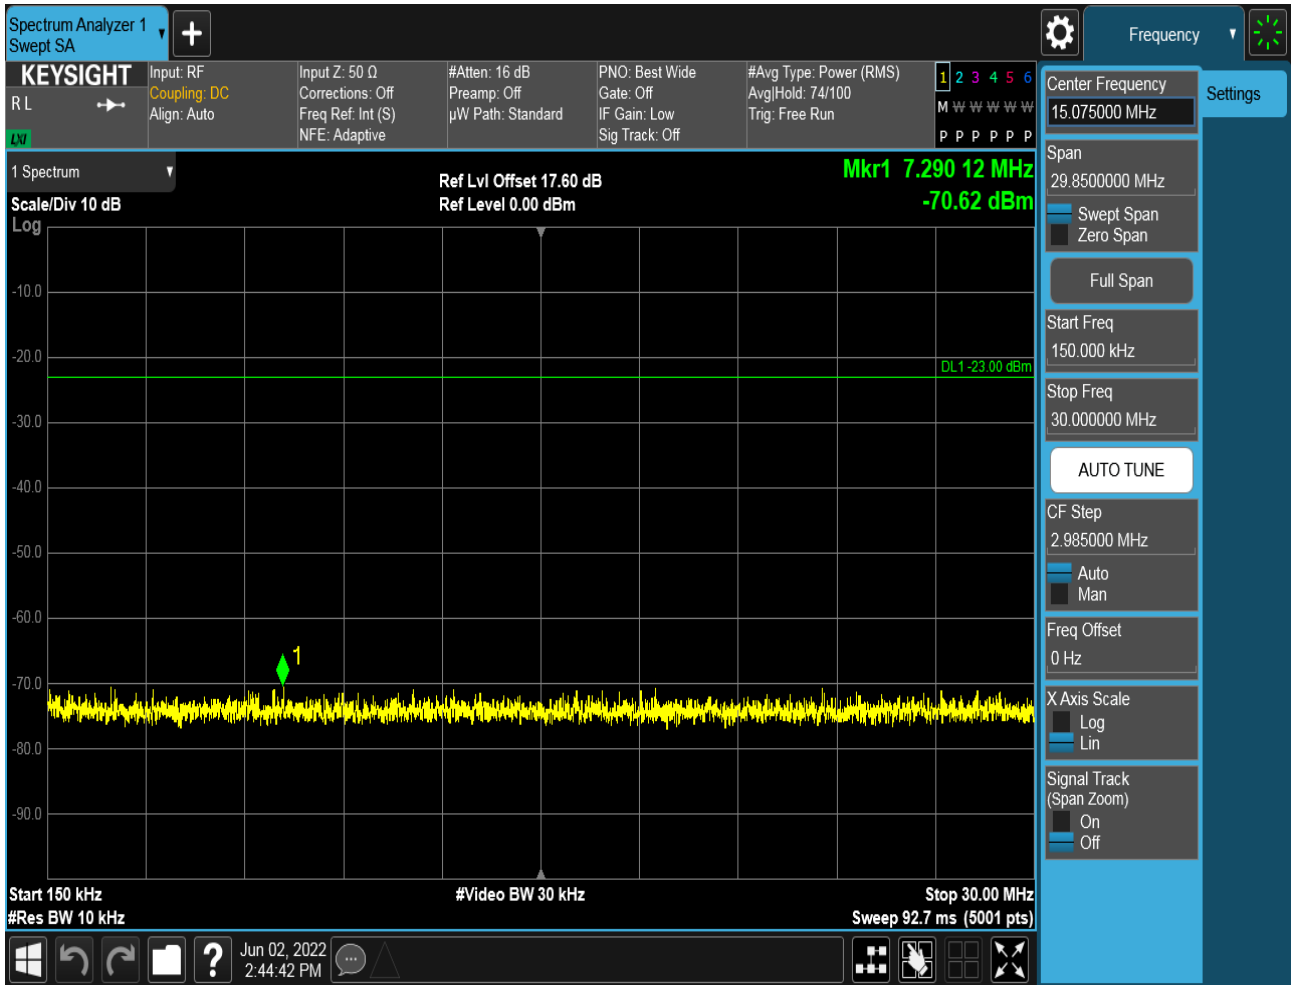 Spectrum Analyzer 1
Swept SA
Frequency
KEYSIGHT
R L
LXI
Input: RF
Coupling: DC
Align: Auto
Input Z: 50 Ω
Corrections: Off
Freq Ref: Int (S)
NFE: Adaptive
#Atten: 16 dB
Preamp: Off
µW Path: Standard
PNO: Best Wide
Gate: Off
IF Gain: Low
Sig Track: Off
#Avg Type: Power (RMS)
Avg|Hold: 74/100
Trig: Free Run
1 2 3 4 5 6
M W W W W W
P P P P P P
1 Spectrum
Scale/Div 10 dB
Log
Ref Lvl Offset 17.60 dB
Ref Level 0.00 dBm
Mkr1 7.290 12 MHz
-70.62 dBm
-10.0
-20.0
DL1 -23.00 dBm
-30.0
-40.0
-50.0
-60.0
1
-70.0
-80.0
-90.0
Start 150 kHz
#Res BW 10 kHz
#Video BW 30 kHz
Stop 30.00 MHz
Sweep 92.7 ms (5001 pts)
Center Frequency
15.075000 MHz
Settings
Span
29.8500000 MHz
Swept Span
Zero Span
Full Span
Start Freq
150.000 kHz
Stop Freq
30.000000 MHz
AUTO TUNE
CF Step
2.985000 MHz
Auto
Man
Freq Offset
0 Hz
X Axis Scale
Log
Lin
Signal Track
(Span Zoom)
On
Off
?
Jun 02, 2022
2:44:42 PM